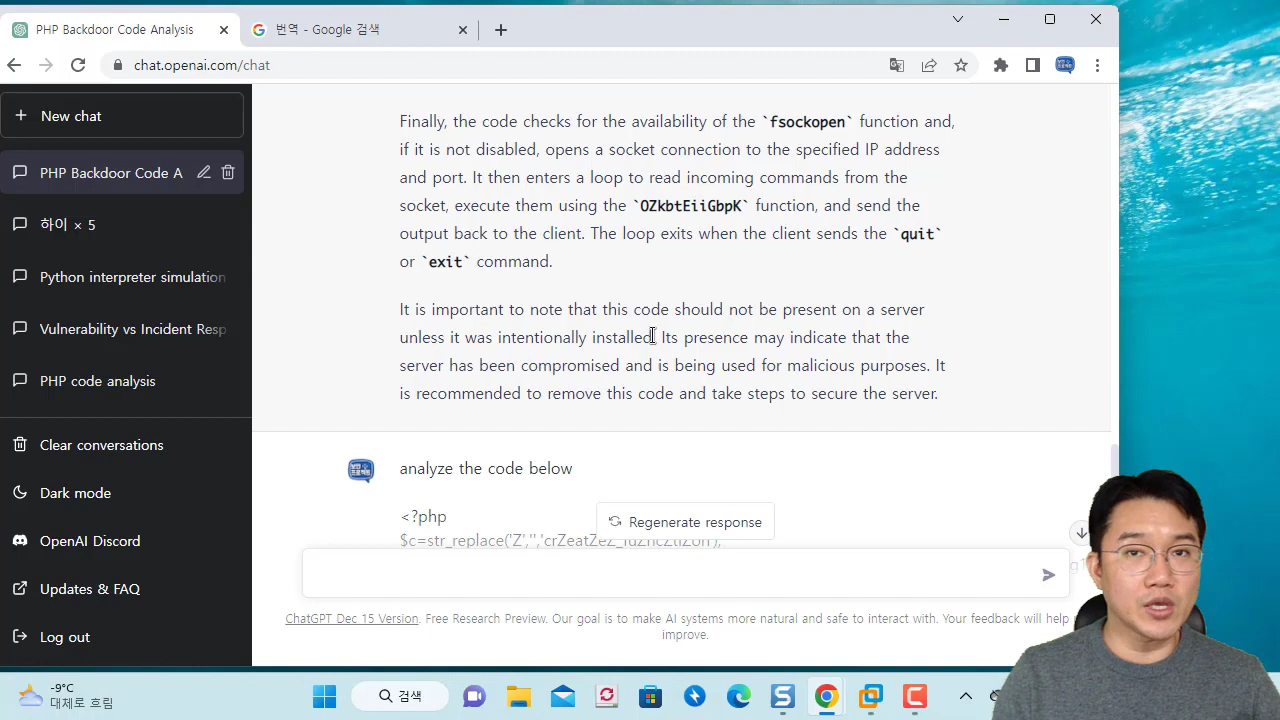 PHP Backdoor Code Analysis
번역 - Google 검색
chat.openai.com/chat
New chat
PHP Backdoor Code A
하이 × 5
Python interpreter simulation
Vulnerability vs Incident Resp
PHP code analysis
Clear conversations
Dark mode
OpenAI Discord
Updates & FAQ
Log out
Finally, the code checks for the availability of the `fsockopen` function and,
if it is not disabled, opens a socket connection to the specified IP address
and port. It then enters a loop to read incoming commands from the
socket, execute them using the `OZkbtEiiGbpK` function, and send the
output back to the client. The loop exits when the client sends the `quit`
or `exit` command.
It is important to note that this code should not be present on a server
unless it was intentionally installed. Its presence may indicate that the
server has been compromised and is being used for malicious purposes. It
is recommended to remove this code and take steps to secure the server.
analyze the code below
<?php
Regenerate response
ChatGPT Dec 15 Version. Free Research Preview. Our goal is to make AI systems more natural and safe to interact with. Your feedback will help
improve.
-9°C
대체로 흐림
검색